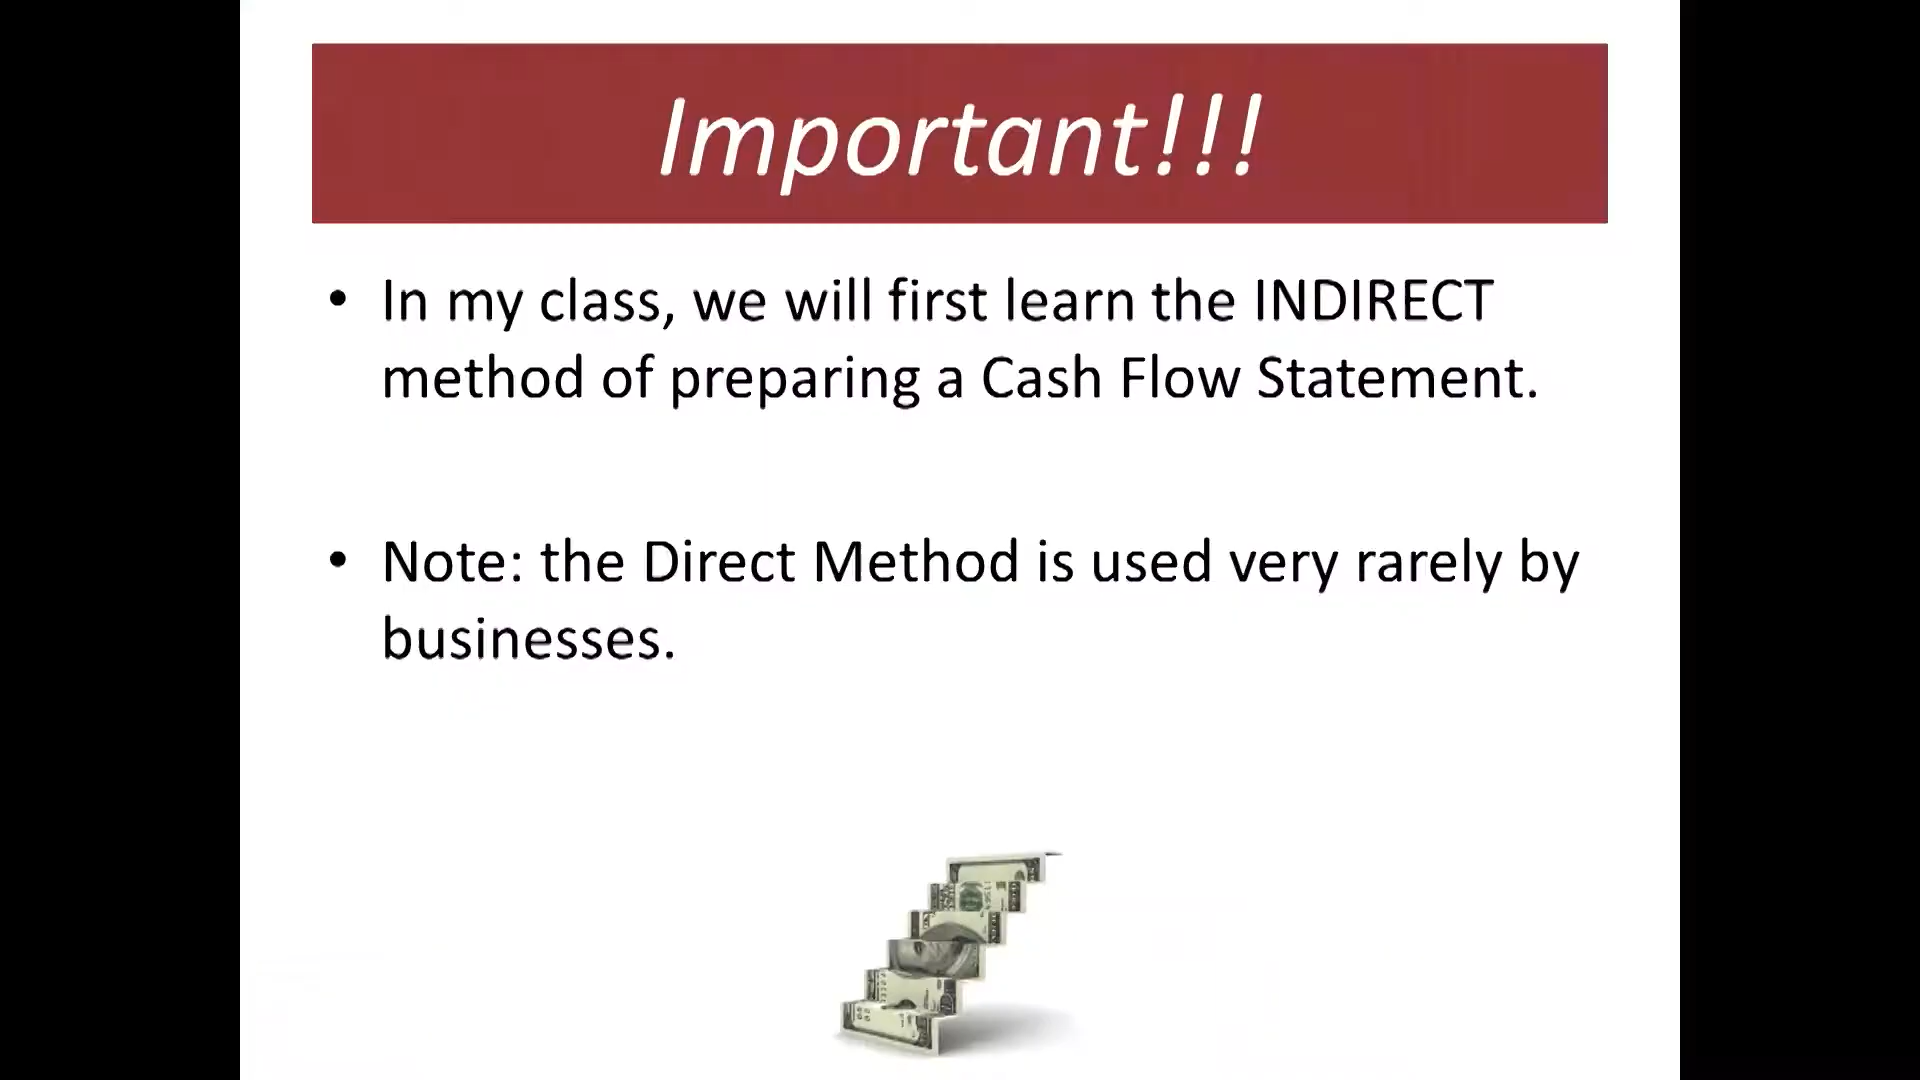 Important!!!
• In my class, we will first learn the INDIRECT
method of preparing a Cash Flow Statement.
• Note: the Direct Method is used very rarely by
businesses.